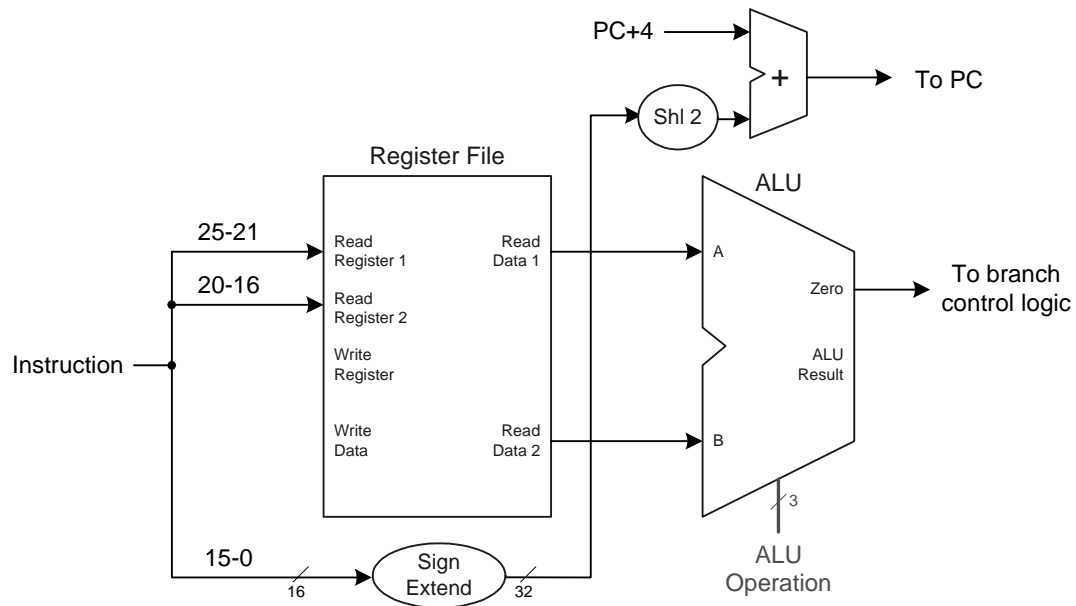 PC+4
+
To PC
Shl 2
Register File
ALU
25-21
Read
Register 1
Read
Data 1
A
20-16
Read
Register 2
Zero
To branch
control logic
Instruction
Write
Register
ALU
Result
Write
Data
Read
Data 2
B
3
15-0
16
Sign
Extend
32
ALU
Operation